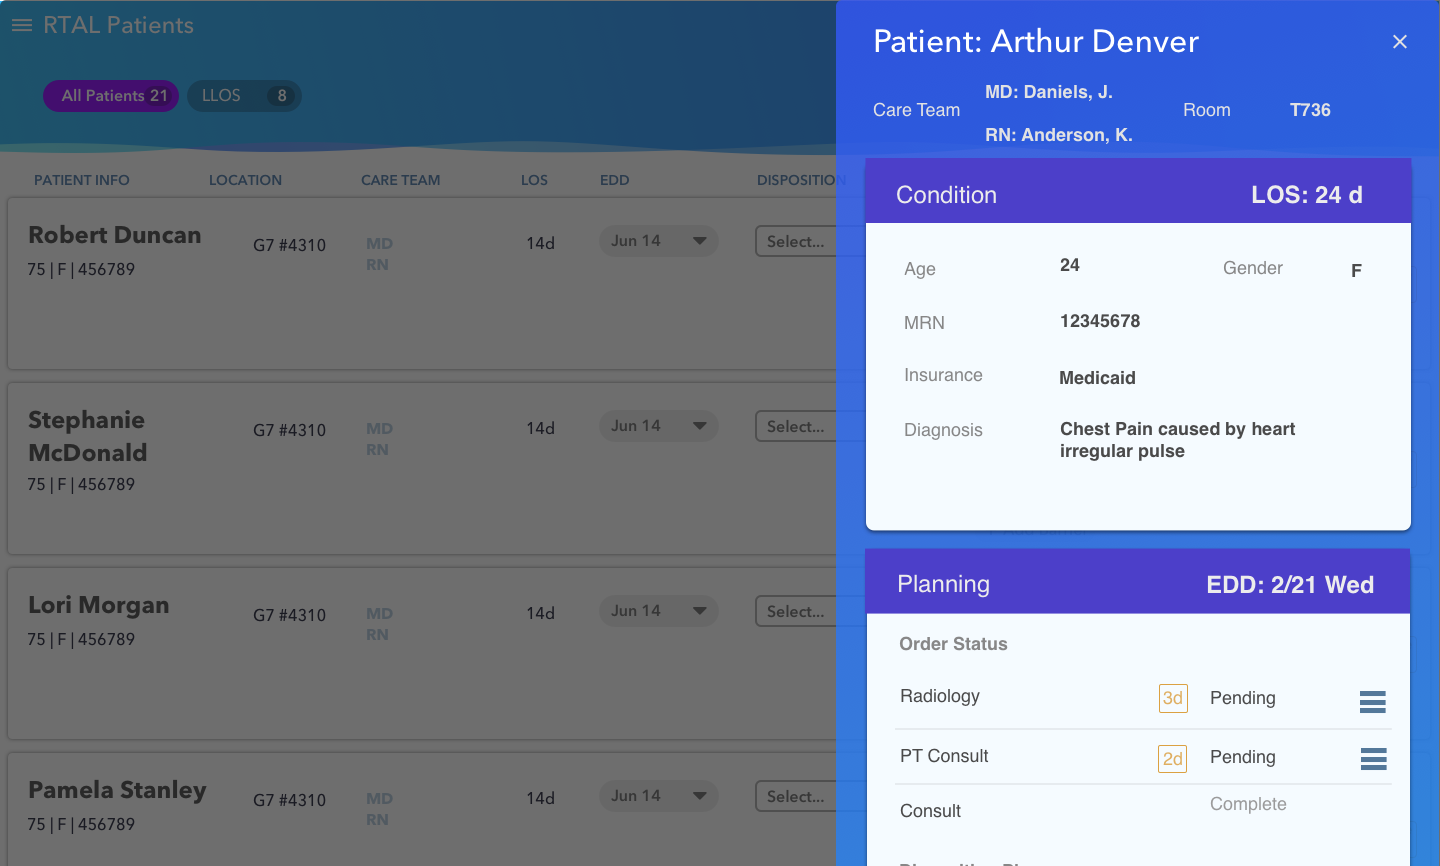 RTAL Patients
All Patients 21
LLOS 8
PATIENT INFO LOCATION CARE TEAM LOS EDD DISPOSITION
Robert Duncan
75 | F | 456789
G7 #4310
MD
RN
14d
Jun 14
Select...
Stephanie
McDonald
75 | F | 456789
G7 #4310
MD
RN
14d
Jun 14
Select...
Lori Morgan
75 | F | 456789
G7 #4310
MD
RN
14d
Jun 14
Select...
Pamela Stanley
75 | F | 456789
G7 #4310
MD
RN
14d
Jun 14
Select...
Patient: Arthur Denver
Care Team
MD: Daniels, J.
RN: Anderson, K.
Room T736
Condition LOS: 24 d
Age 24 Gender F
MRN 12345678
Insurance Medicaid
Diagnosis Chest Pain caused by heart
irregular pulse
Planning EDD: 2/21 Wed
Order Status
Radiology 3d Pending
PT Consult 2d Pending
Consult Complete